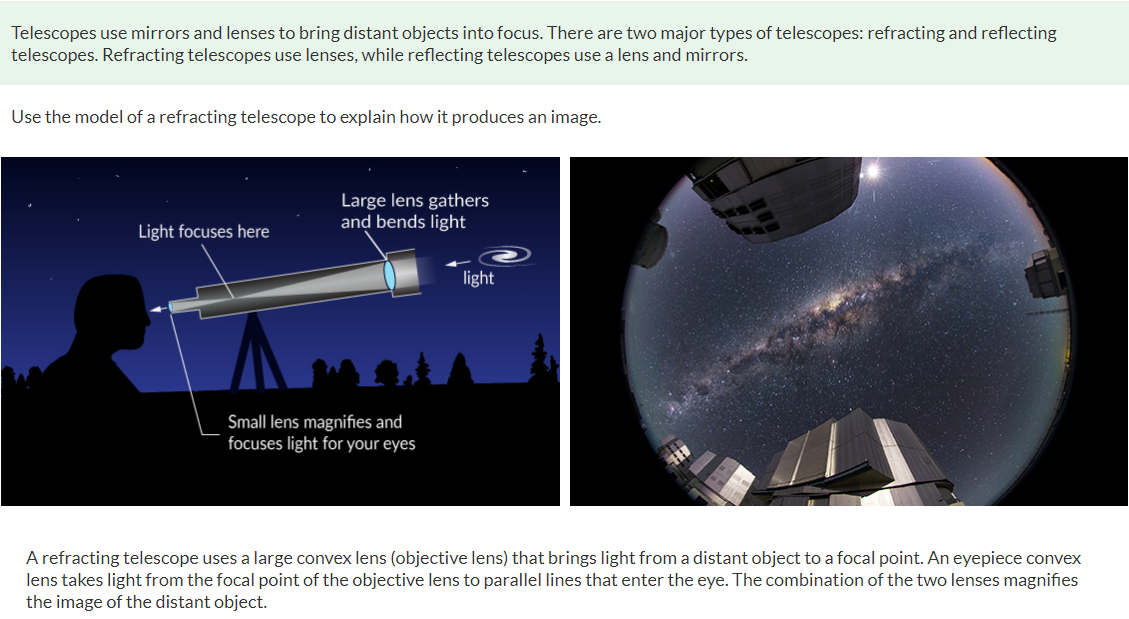 Telescopes use mirrors and lenses to bring distant objects into focus. There are two major types of telescopes: refracting and reflecting
telescopes. Refracting telescopes use lenses, while reflecting telescopes use a lens and mirrors.
Use the model of a refracting telescope to explain how it produces an image.
Large lens gathers
and bends light
Light focuses here
light
Small lens magnifies and
focuses light for your eyes
A refracting telescope uses a large convex lens (objective lens) that brings light from a distant object to a focal point. An eyepiece convex
lens takes light from the focal point of the objective lens to parallel lines that enter the eye. The combination of the two lenses magnifies
the image of the distant object.